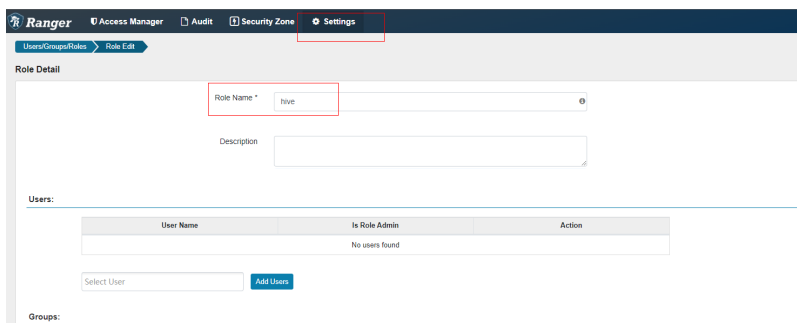 Ranger Access Manager Audit Security Zone Settings
Users/Groups/Roles Role Edit
Role Detail
Role Name * hive
Description
Users:
User Name Is Role Admin Action
No users found
Select User Add Users
Groups: